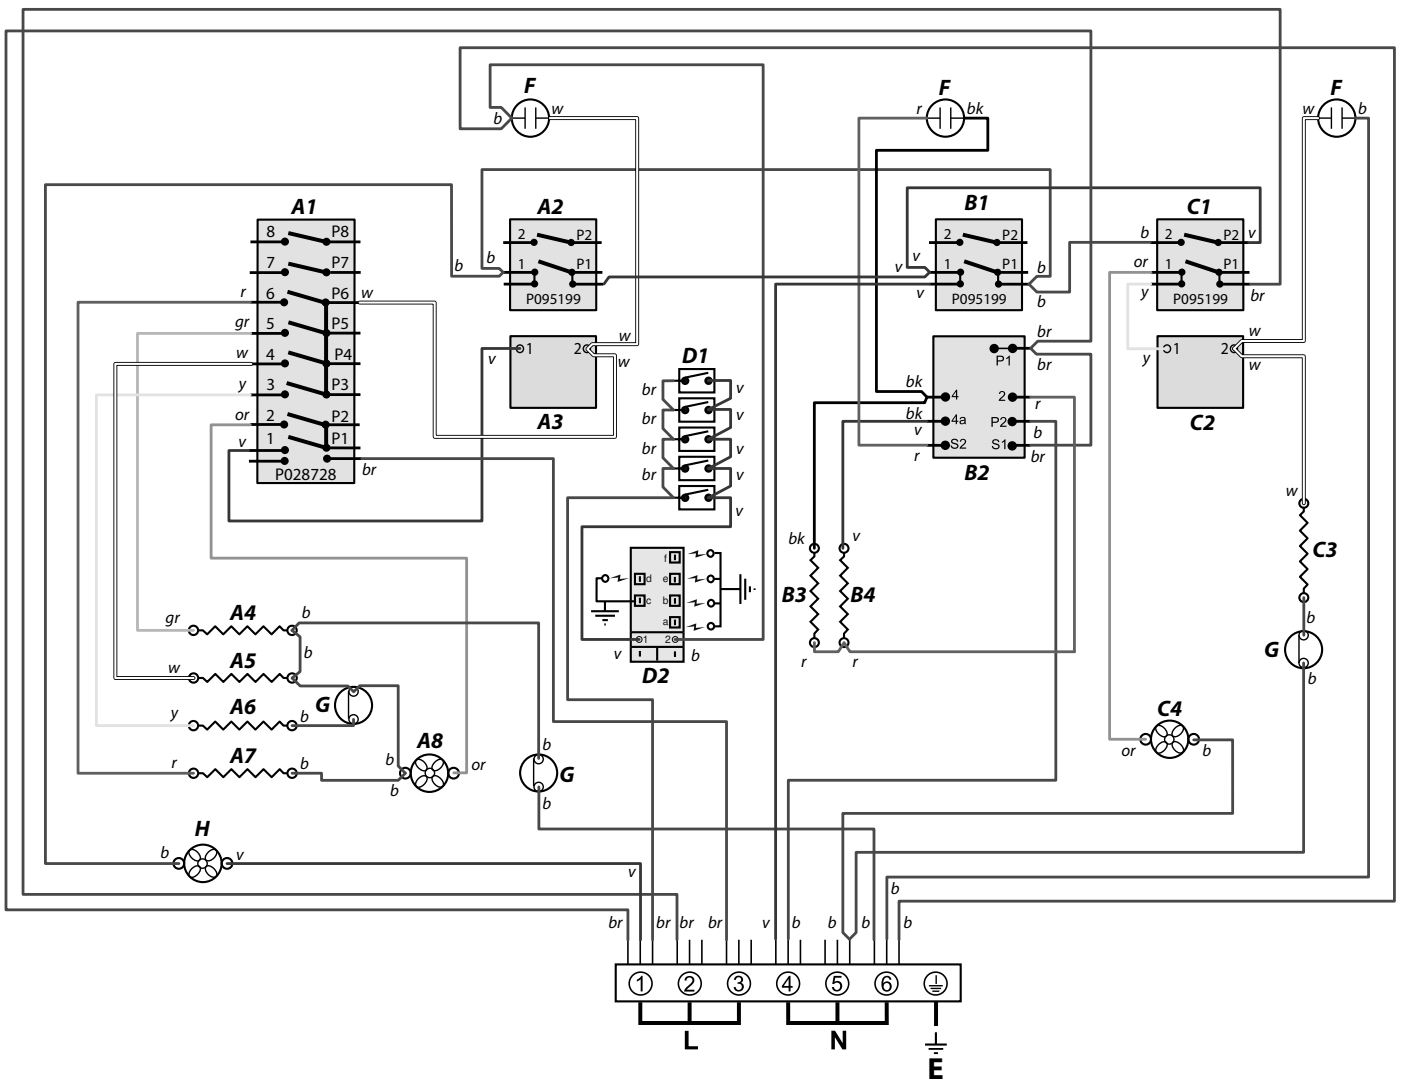 F
w
b
F
r
bk
F
w
b
A1
8 P8
7 P7
6 P6
5 P5
4 P4
3 P3
2 P2
1 P1
P028728
r
gr
w
y
or
v
w
br
A2
2 P2
1 P1
P095199
b
b
B1
2 P2
1 P1
P095199
v
v
v
b
b
C1
2 P2
1 P1
P095199
b
or
y
v
br
1 2
A3
v
w
w
D1
br
br
br
br
v
v
v
v
v
P1
4 2
4a P2
S2 S1
B2
bk
bk
v
r
br
br
r
b
br
1 2
C2
y
w
w
w
C3
b
G
b
f
d e
c b
a
1 2
v b
D2
bk
v
B3
B4
r
r
gr
A4
b
b
w
A5
y
A6
b
G
r
A7
b
A8
b
b
or
b
G
b
C4
or
b
H
b
v
v
br
br
br
br
v
b
b
b
b
b
1 2 3 4 5 6
L
N
E